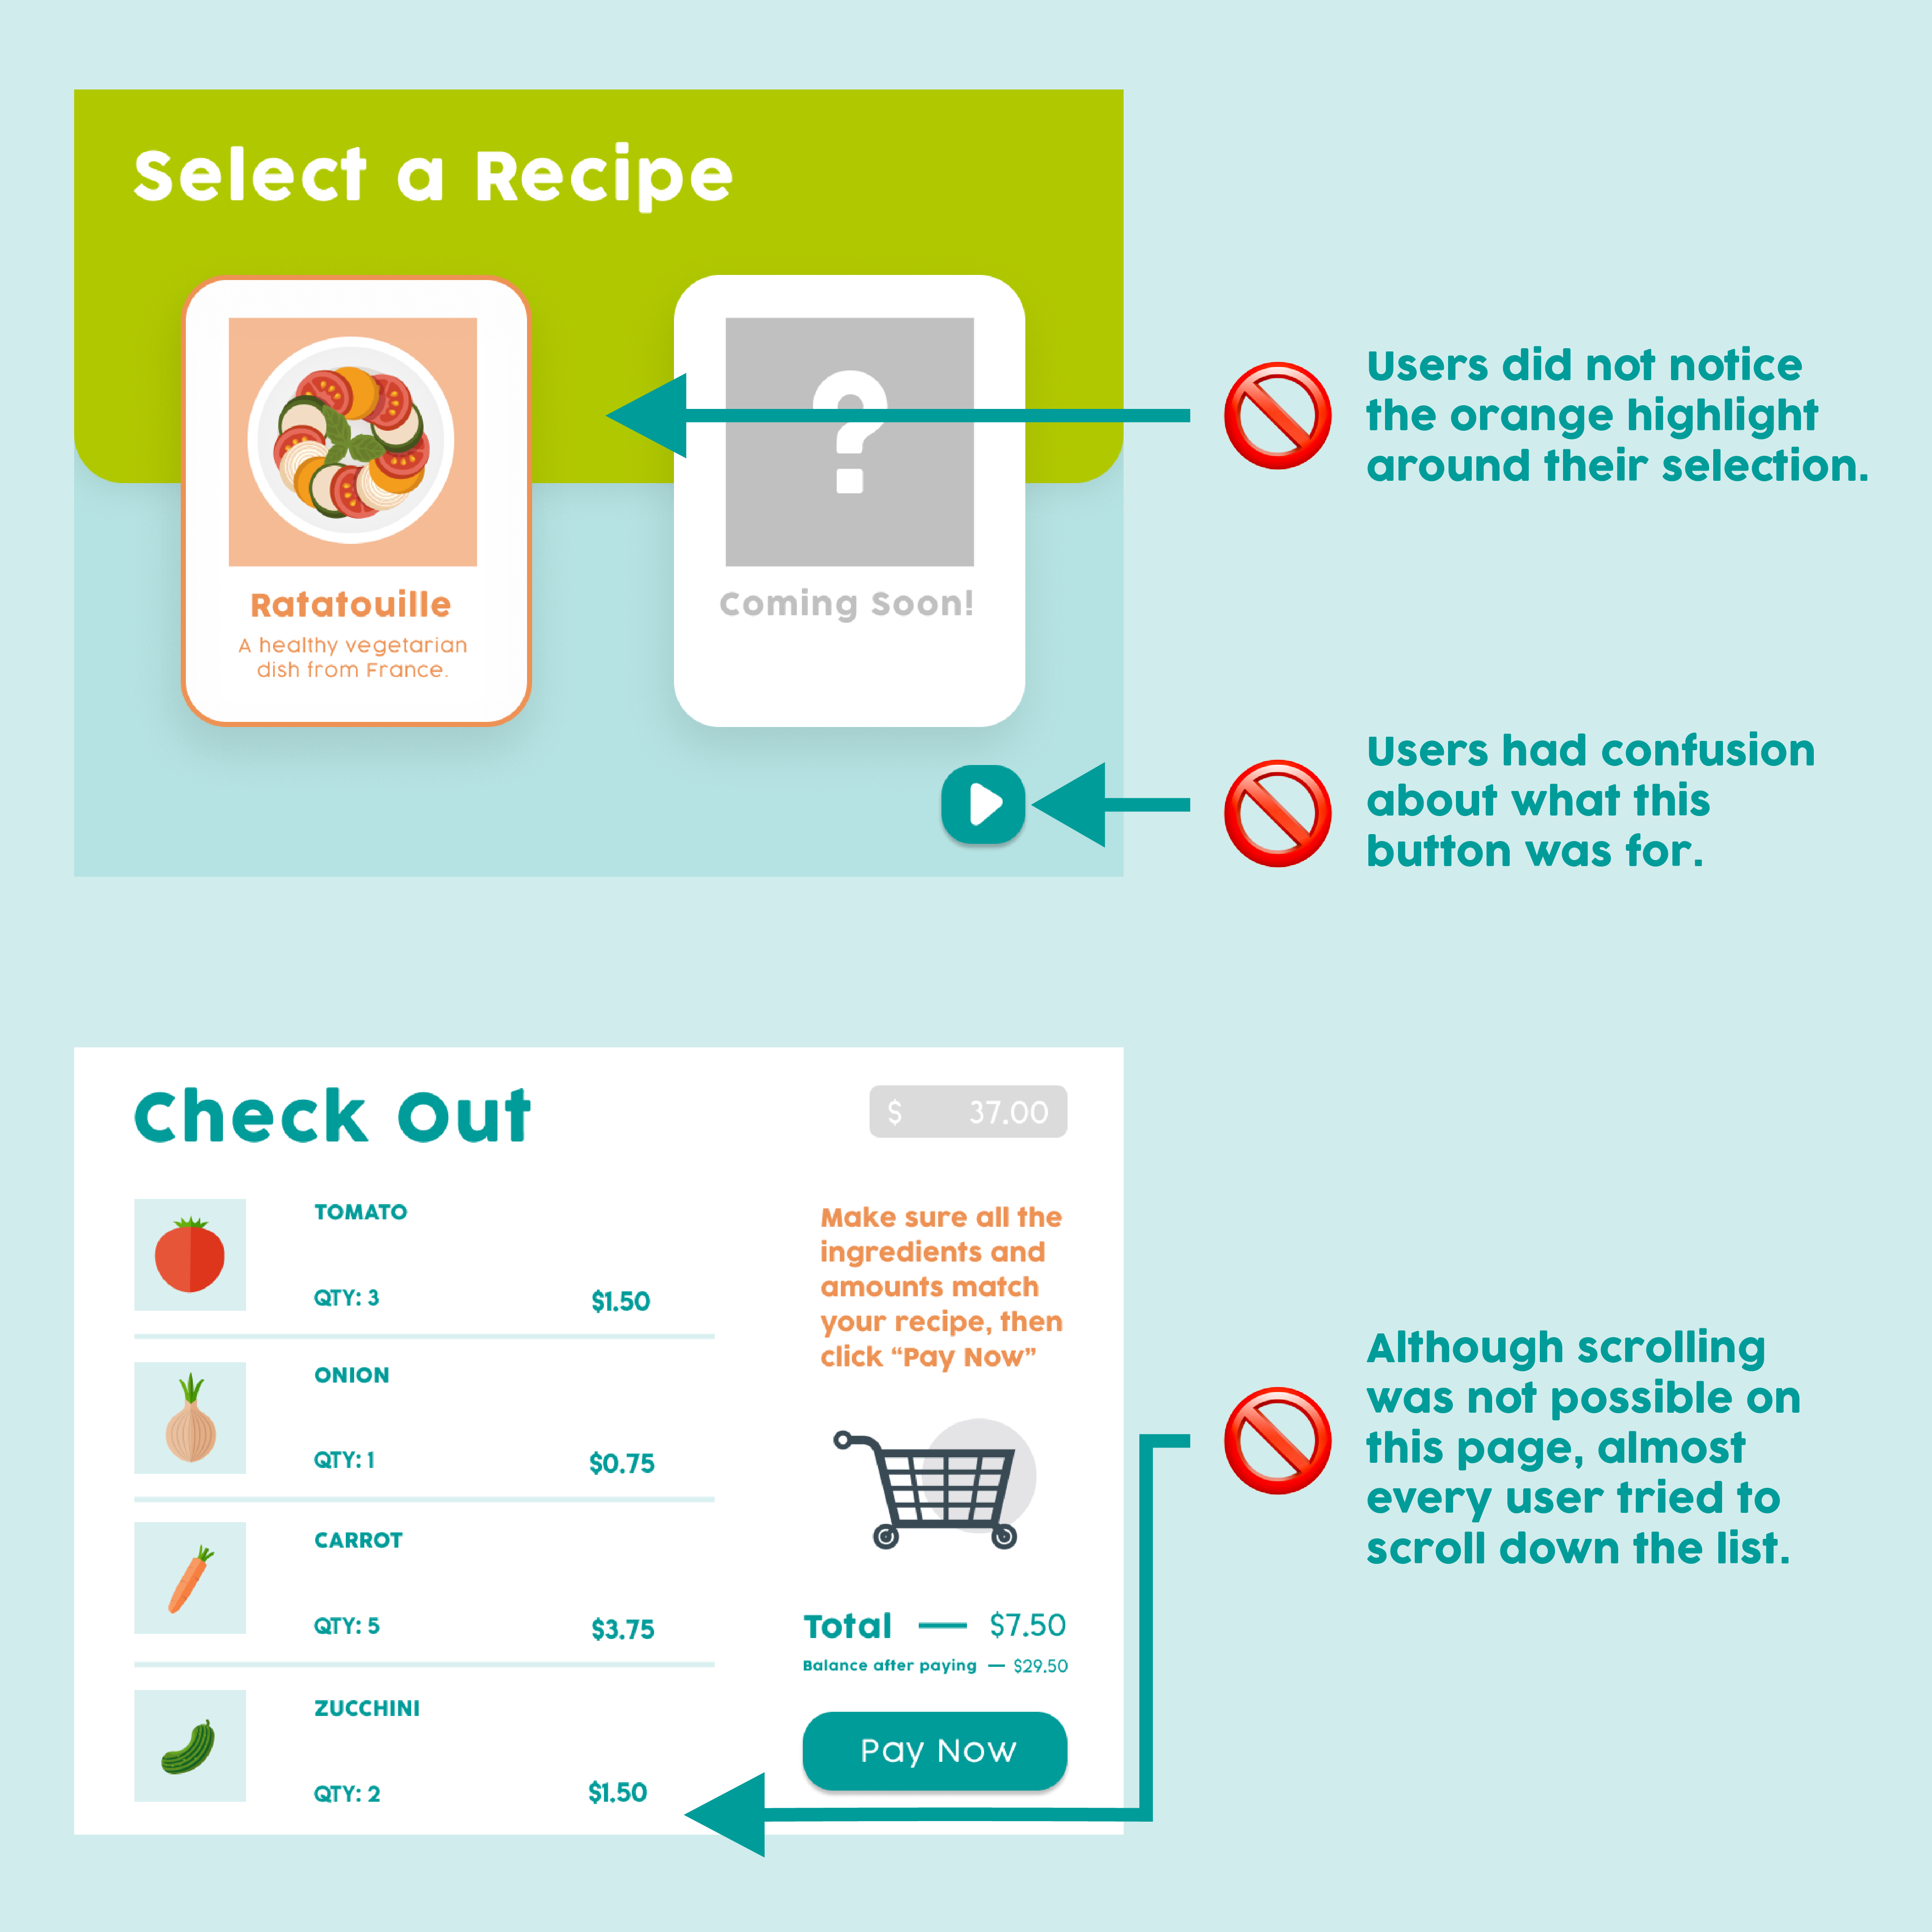 Select a Recipe
?
Ratatouille
A healthy vegetarian
dish from France.
Coming Soon!
Users did not notice
the orange highlight
around their selection.
Users had confusion
about what this
button was for.
Check Out
$ 37.00
TOMATO
QTY: 3 $1.50
ONION
QTY: 1 $0.75
CARROT
QTY: 5 $3.75
ZUCCHINI
QTY: 2 $1.50
Make sure all the
ingredients and
amounts match
your recipe, then
click “Pay Now”
Total — $7.50
Balance after paying — $29.50
Pay Now
Although scrolling
was not possible on
this page, almost
every user tried to
scroll down the list.